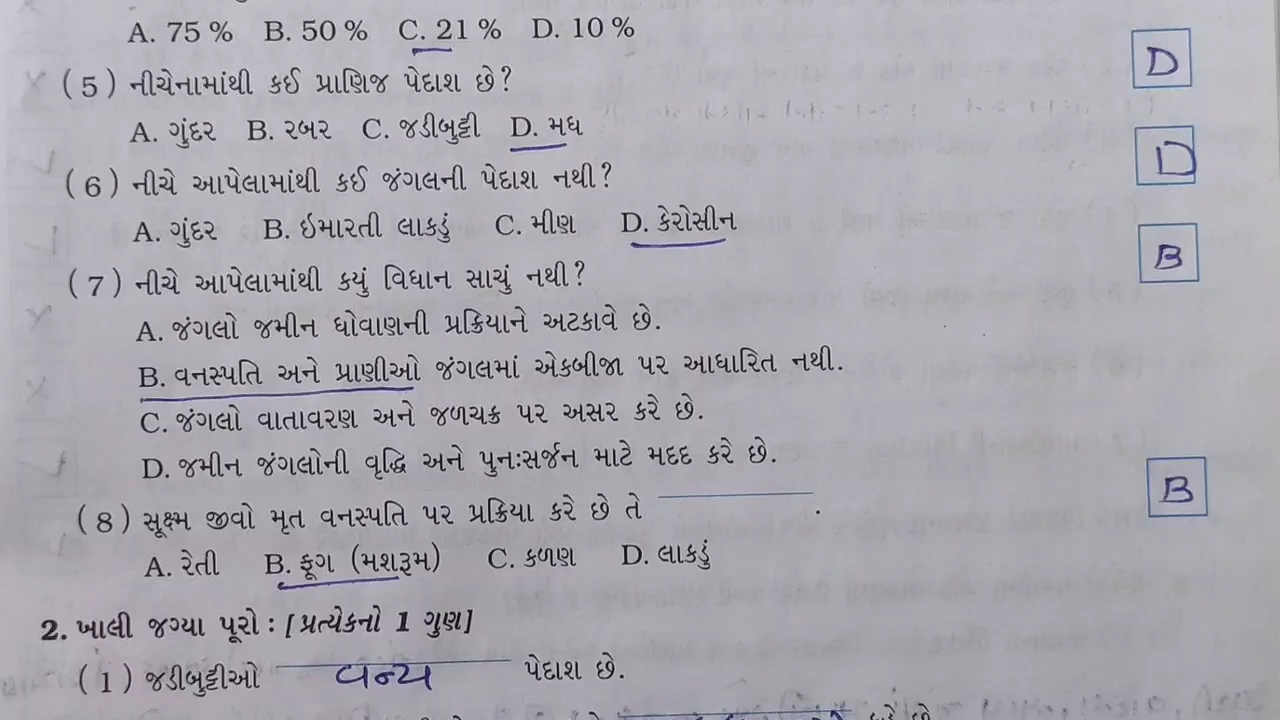 A. 75 % B. 50 % C. 21 % D. 10 %
(5) નીચેનામાંથી કઈ પ્રાણિજ પેદાશ છે? D
A. ગુંદર B. રબર C. જડીબુટ્ટી D. મધ
(6) નીચે આપેલામાંથી કઈ જંગલની પેદાશ નથી? D
A. ગુંદર B. ઇમારતી લાકડું C. મીણ D. કેરોસીન
(7) નીચે આપેલામાંથી કયું વિધાન સાચું નથી? B
A. જંગલો જમીન ધોવાણની પ્રક્રિયાને અટકાવે છે.
B. વનસ્પતિ અને પ્રાણીઓ જંગલમાં એકબીજા પર આધારિત નથી.
C. જંગલો વાતાવરણ અને જળચક્ર પર અસર કરે છે.
D. જમીન જંગલોની વૃદ્ધિ અને પુનઃસર્જન માટે મદદ કરે છે.
(8) સૂક્ષ્મ જીવો મૃત વનસ્પતિ પર પ્રક્રિયા કરે છે તે ________ . B
A. રેતી B. ફૂગ (મશરૂમ) C. કળણ D. લાકડું
2. ખાલી જગ્યા પૂરો : [પ્રત્યેકનો 1 ગુણ]
(1) જડીબુટ્ટીઓ વન્ય પેદાશ છે.